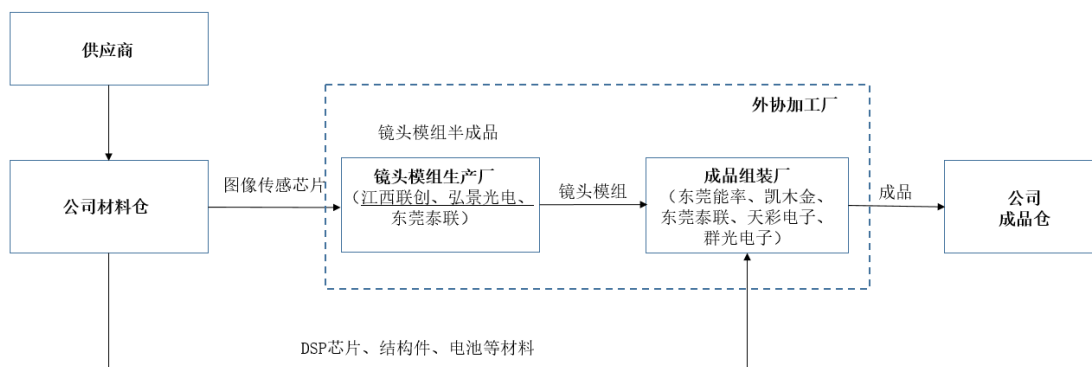 供应商
外协加工厂
镜头模组半成品
公司材料仓
图像传感芯片
镜头模组生产厂
（江西联创、弘景光电、
东莞泰联）
镜头模组
成品组装厂
（东莞能率、凯木金、
东莞泰联、天彩电子、
群光电子）
成品
公司
成品仓
DSP芯片、结构件、电池等材料